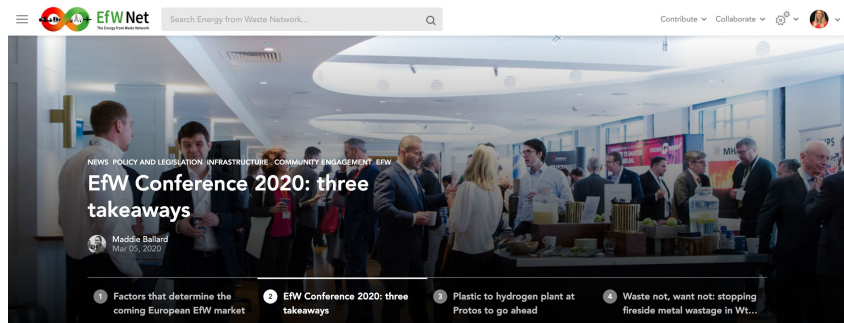 EfW Net
The Energy from Waste Network
Search Energy from Waste Network...
Contribute
Collaborate
NEWS POLICY AND LEGISLATION INFRASTRUCTURE COMMUNITY ENGAGEMENT EFW
EfW Conference 2020: three
takeaways
Maddie Ballard
Mar 05, 2020
1 Factors that determine the
coming European EfW market
2 EfW Conference 2020: three
takeaways
3 Plastic to hydrogen plant at
Protos to go ahead
4 Waste not, want not: stopping
fireside metal wastage in Wt...